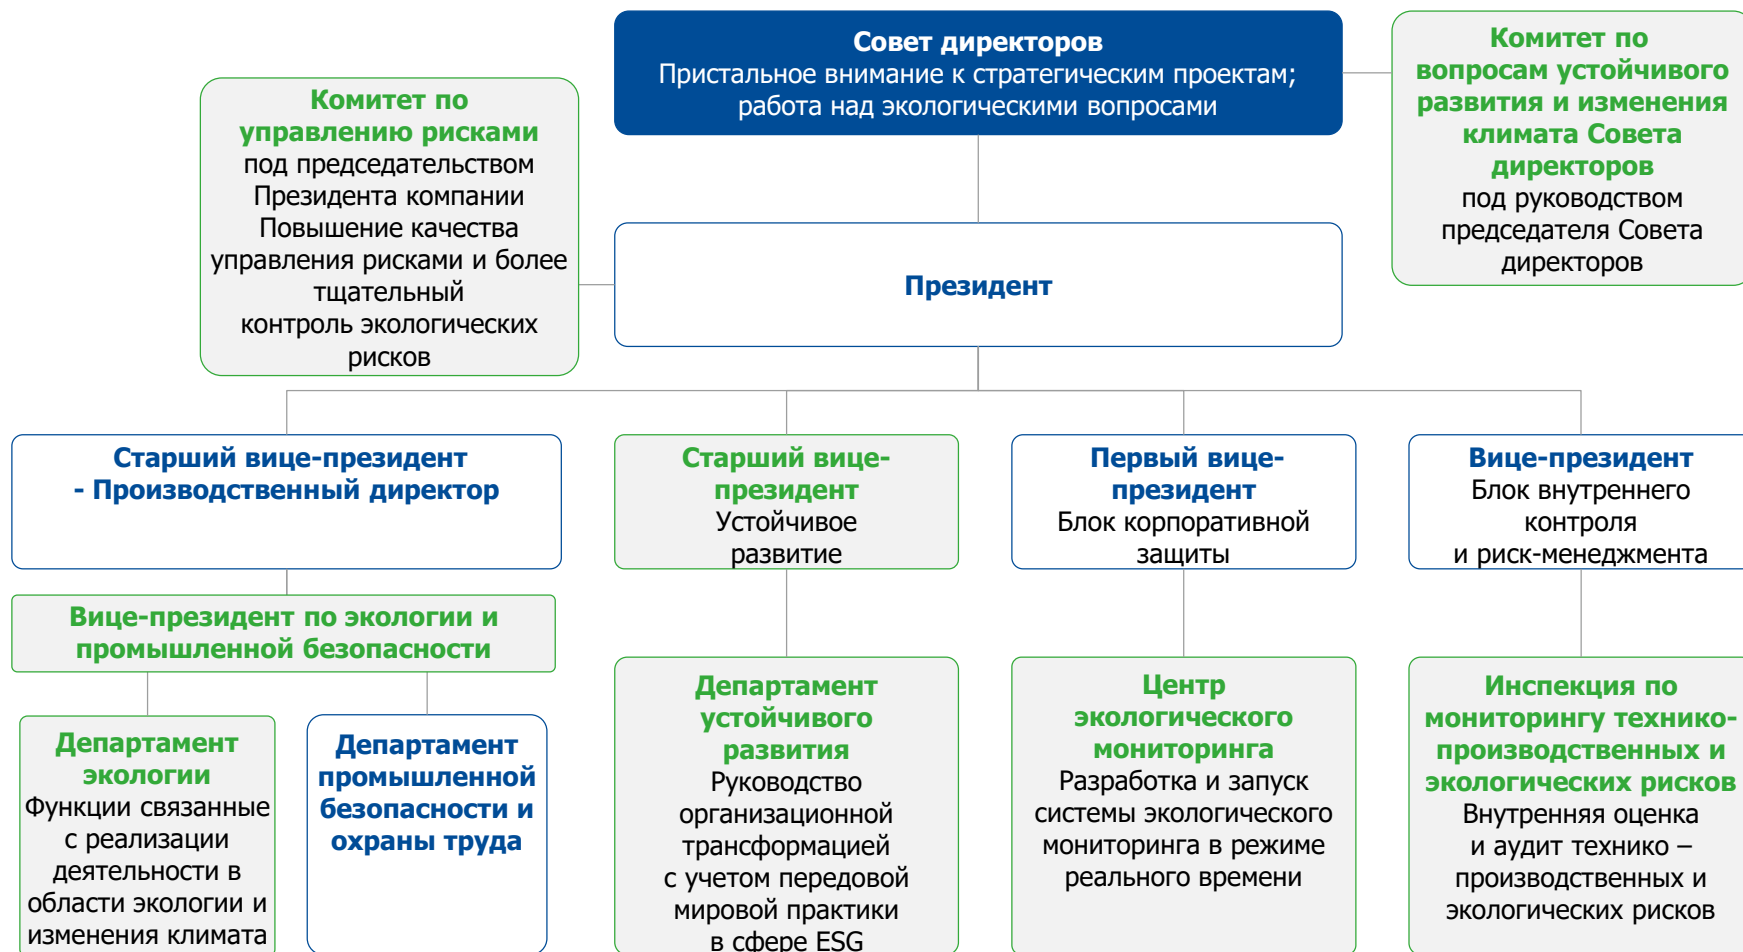 Совет директоров
Пристальное внимание к стратегическим проектам;
работа над экологическими вопросами
Комитет по
вопросам устойчивого
развития и изменения
климата Совета
директоров
под руководством
председателя Совета
директоров
Комитет по
управлению рисками
под председательством
Президента компании
Повышение качества
управления рисками и более
тщательный
контроль экологических
рисков
Президент
Старший вице-президент
- Производственный директор
Старший вице-
президент
Устойчивое
развитие
Первый вице-
президент
Блок корпоративной
защиты
Вице-президент
Блок внутреннего
контроля
и риск-менеджмента
Вице-президент по экологии и
промышленной безопасности
Департамент
экологии
Функции связанные
с реализации
деятельности в
области экологии и
изменения климата
Департамент
промышленной
безопасности и
охраны труда
Департамент
устойчивого
развития
Руководство
организационной
трансформацией
с учетом передовой
мировой практики
в сфере ESG
Центр
экологического
мониторинга
Разработка и запуск
системы экологического
мониторинга в режиме
реального времени
Инспекция по
мониторингу технико-
производственных и
экологических рисков
Внутренняя оценка
и аудит технико –
производственных и
экологических рисков